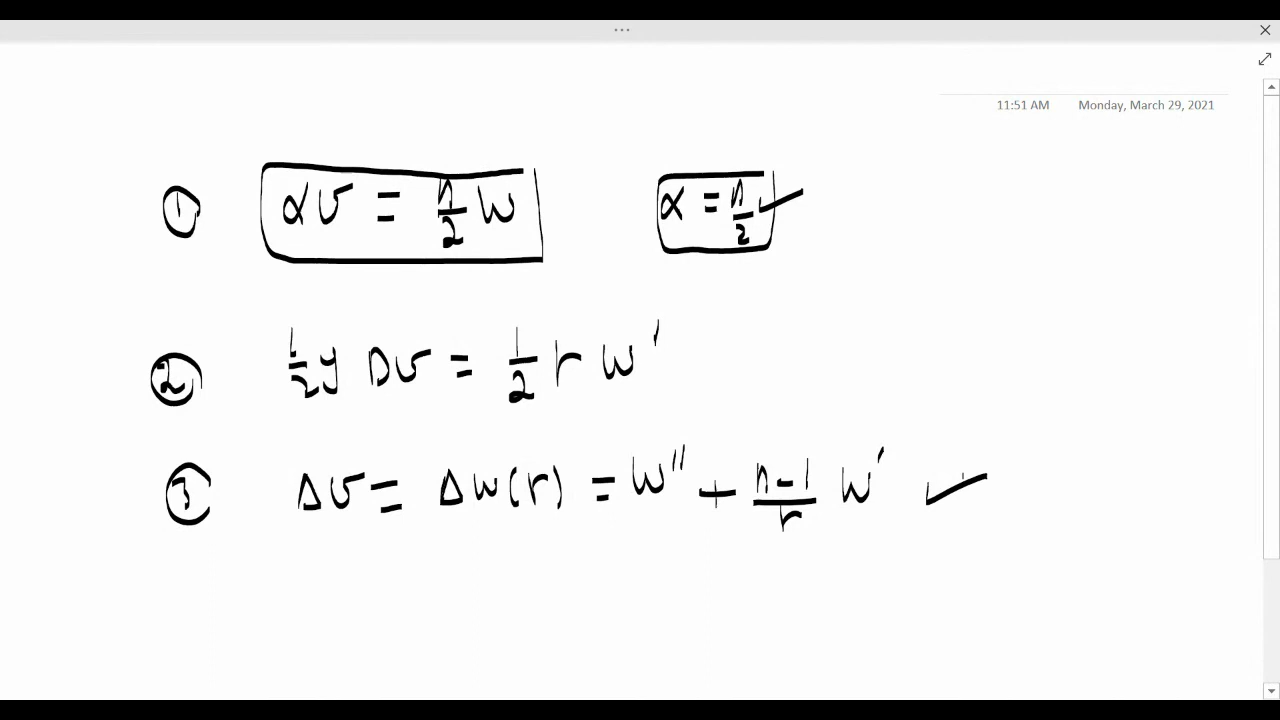 11:51 AM Monday, March 29, 2021
① αv = n/2 w α = n/2 ✓
② 1/2 y Dv = 1/2 r w'
③ Δv = Δw(r) = w'' + n-1/r w' ✓